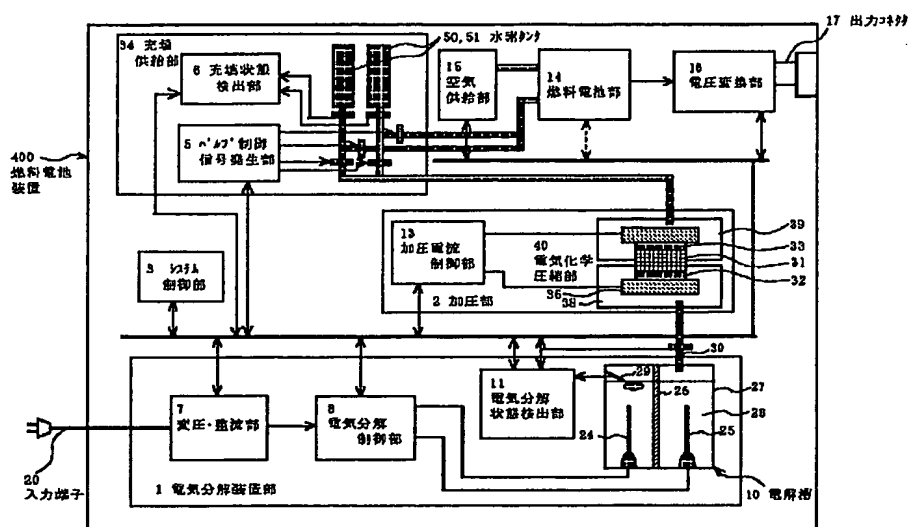 17 出力コネクタ
34 充填
供給部
50,51 水素タンク
6 充填状態
検出部
15
空気
供給部
14
燃料電池部
16
電圧変換部
5 バルブ制御
信号発生部
400
燃料電池
装置
39
33
31
32
13
加圧電流
制御部
40
電気化学
圧縮部
36
38
3 システム
制御部
2 加圧部
30
29
26
27
28
11
電気分解
状態検出部
7
変圧・整流部
8
電気分解
制御部
24
25
20
入力端子
1 電気分解装置部
10 電解槽